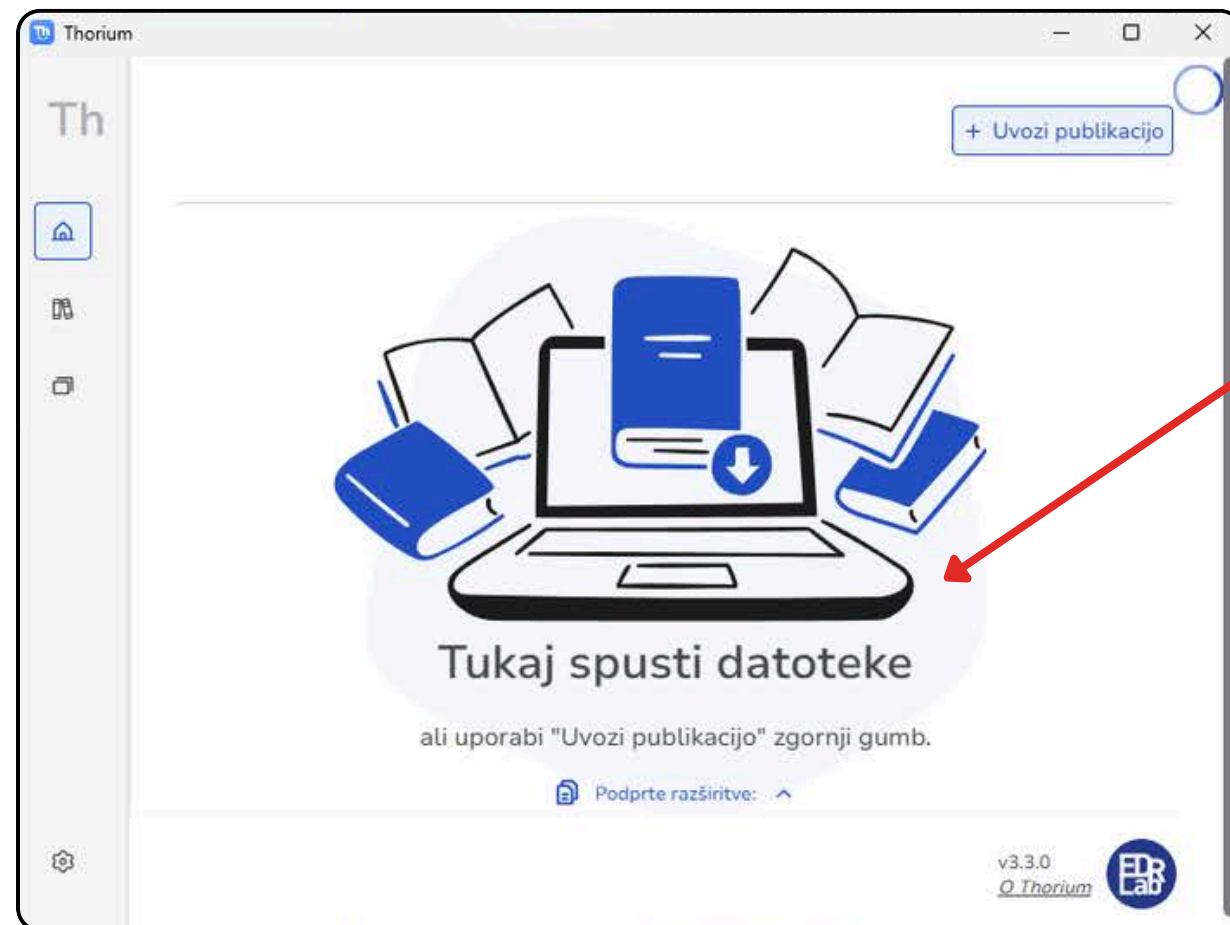 Thorium
Th
+ Uvozi publikacijo
Tukaj spusti datoteke
ali uporabi "Uvozi publikacijo" zgornji gumb.
Podprte razširitve:
v3.3.0
O Thorium
EDR
Lab